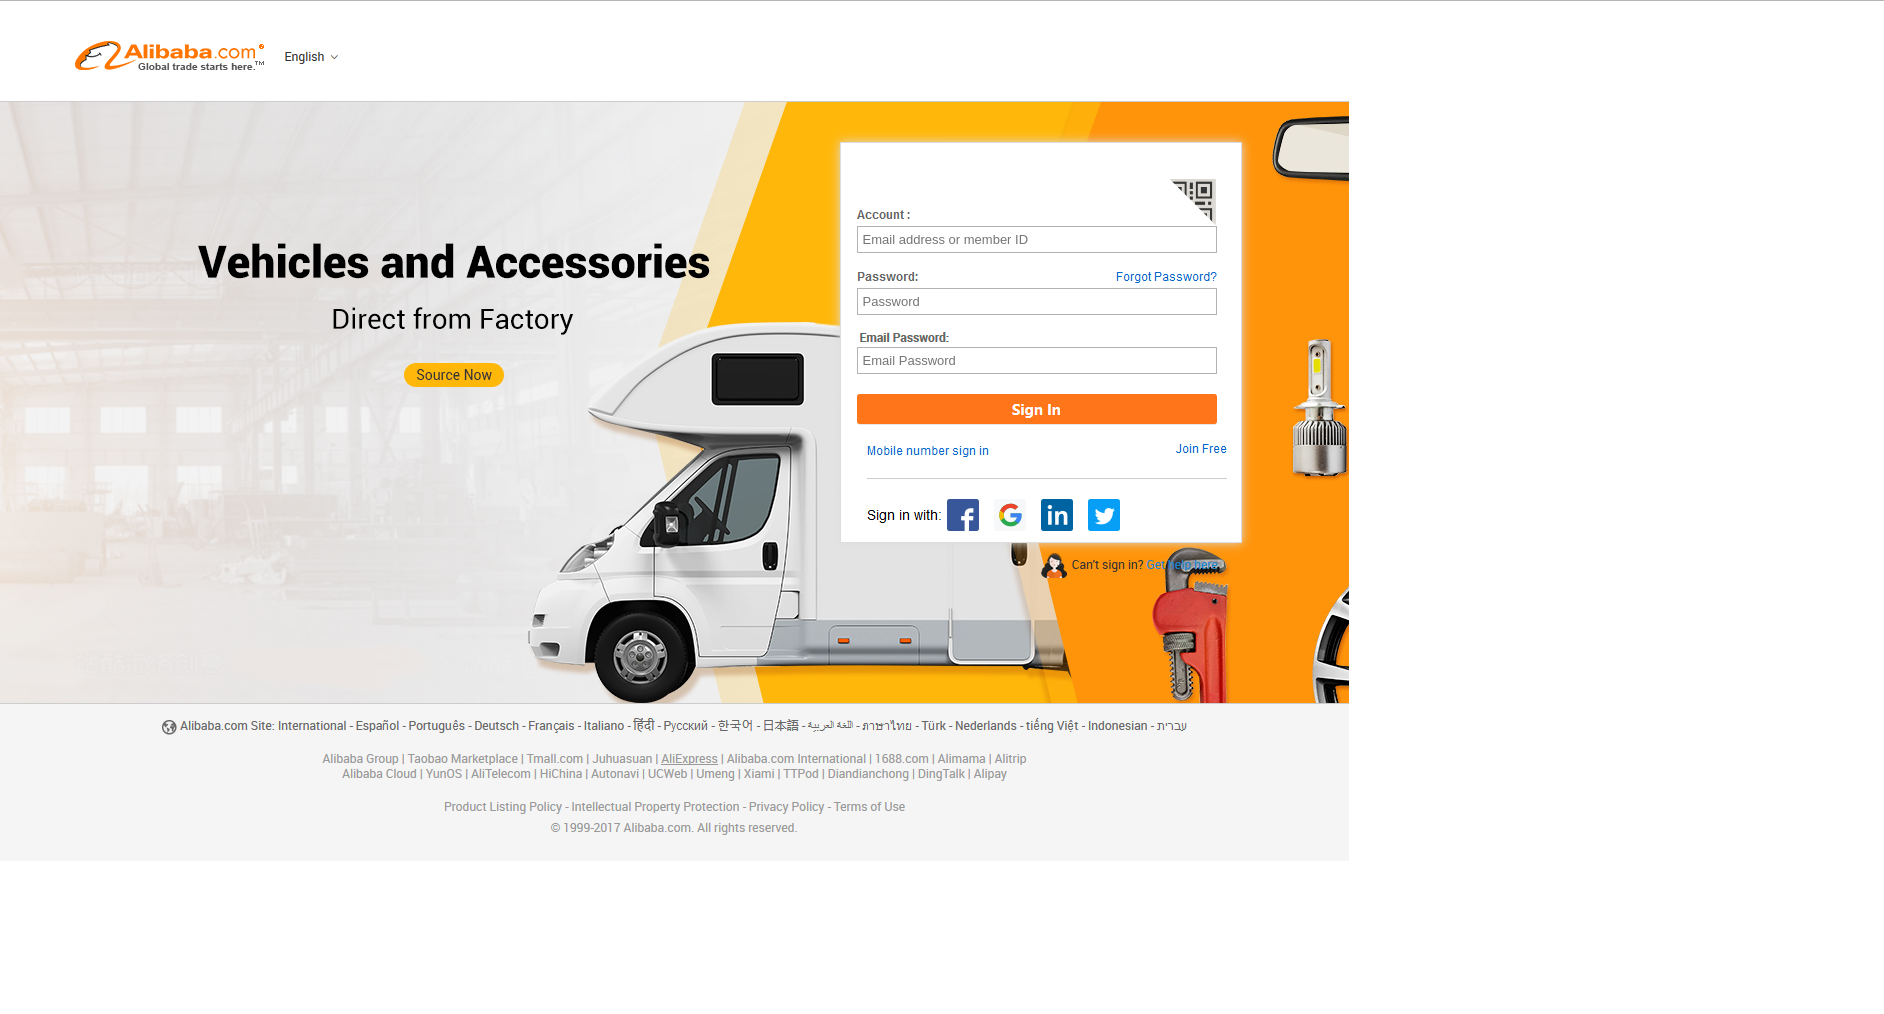 Alibaba.com
Global trade starts here.™
English
Vehicles and Accessories
Direct from Factory
Source Now
Account :
Email address or member ID
Password:
Forgot Password?
Password
Email Password:
Email Password
Sign In
Mobile number sign in
Join Free
Sign in with:
Can't sign in? Get help here
Alibaba.com Site: International - Español - Português - Deutsch - Français - Italiano - हिंदी - Русский - 한국어 - 日本語 - اللغة العربية - ภาษาไทย - Türk - Nederlands - tiếng Việt - Indonesian - עברית
Alibaba Group | Taobao Marketplace | Tmall.com | Juhuasuan | AliExpress | Alibaba.com International | 1688.com | Alimama | Alitrip
Alibaba Cloud | YunOS | AliTelecom | HiChina | Autonavi | UCWeb | Umeng | Xiami | TTPod | Diandianchong | DingTalk | Alipay
Product Listing Policy - Intellectual Property Protection - Privacy Policy - Terms of Use
© 1999-2017 Alibaba.com. All rights reserved.